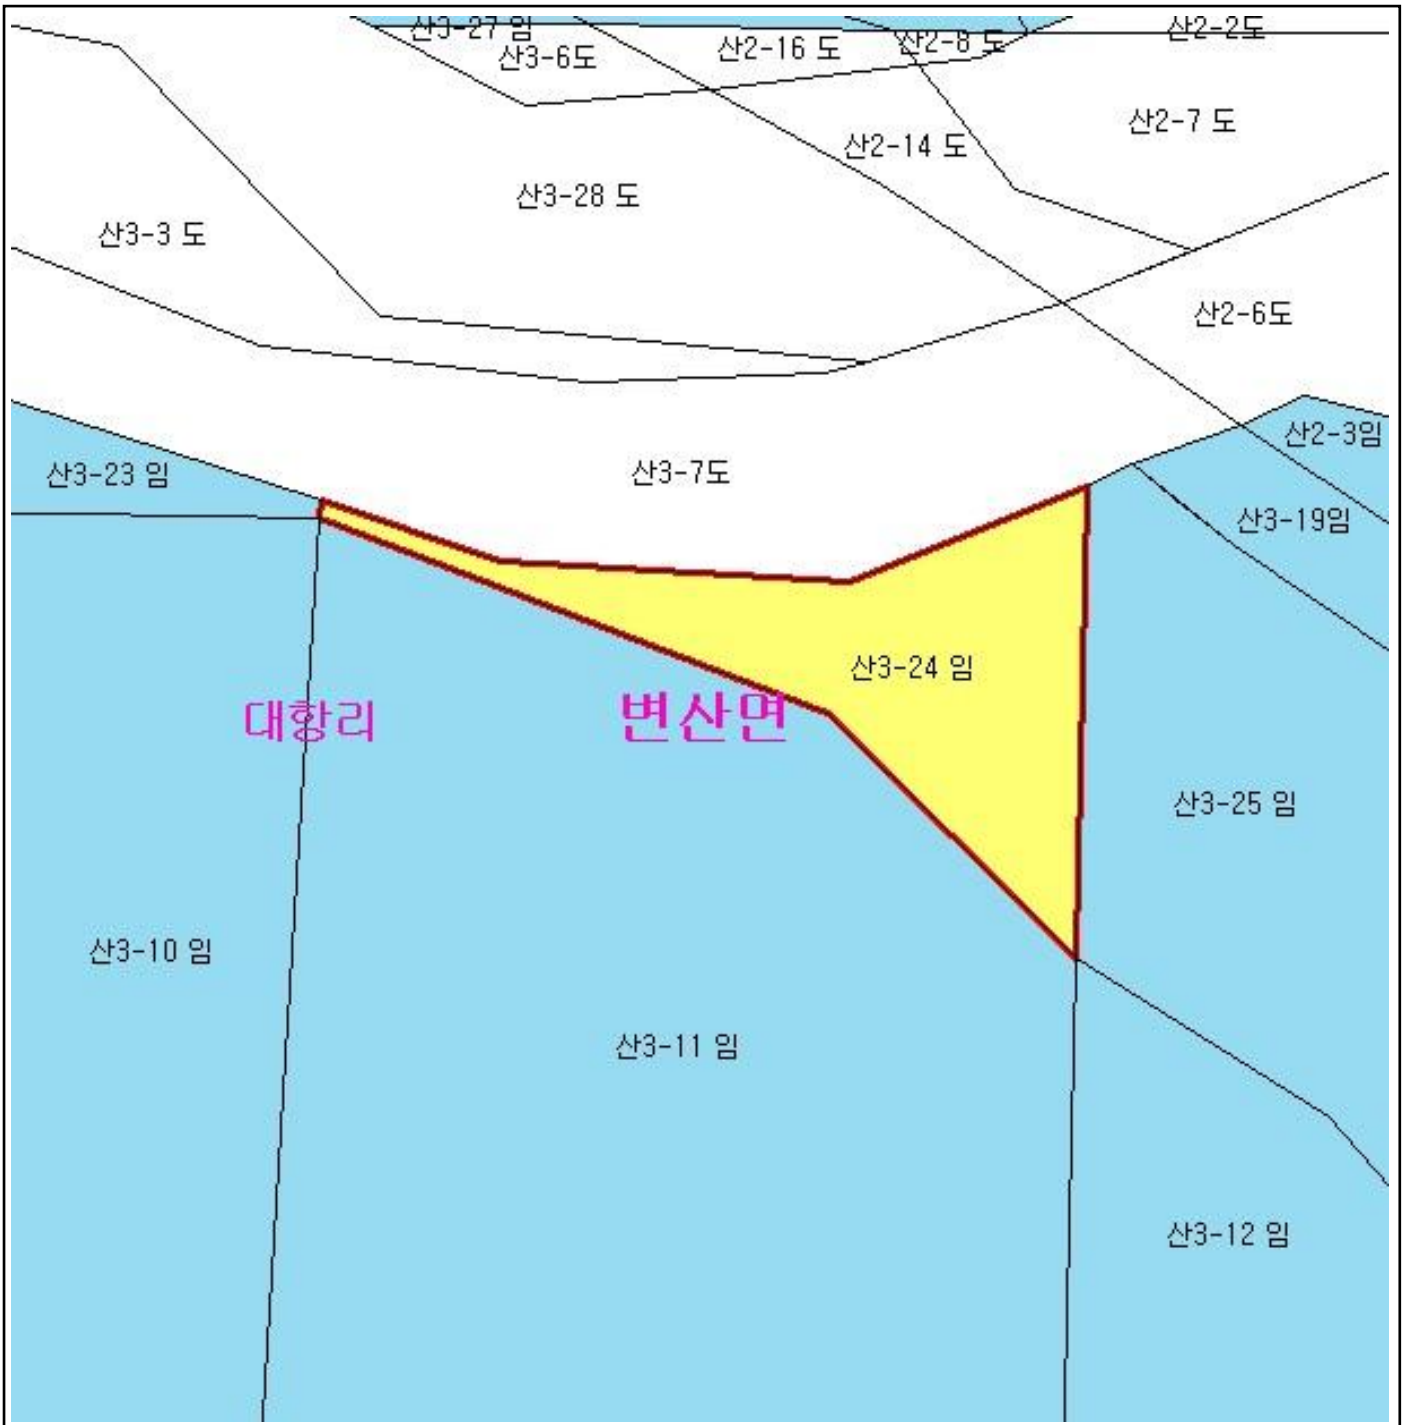 산3-27 임
산2-2도
산2-8 도
산2-16 도
산3-6도
산2-7 도
산2-14 도
산3-28 도
산3-3 도
산2-6도
산2-3임
산3-23 임
산3-7도
산3-19임
산3-24 임
대항리
변산면
산3-25 임
산3-10 임
산3-11 임
산3-12 임